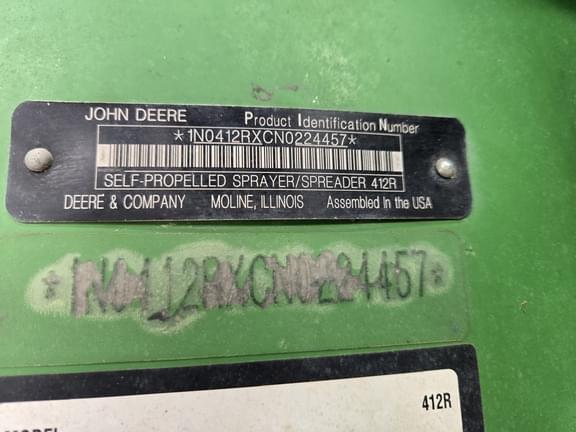 JOHN DEERE Product Identification Number
*1N0412RXCN0224457*
SELF-PROPELLED SPRAYER/SPREADER 412R
DEERE & COMPANY MOLINE, ILLINOIS Assembled in the USA
*1N0412RXCN0224457*
412R